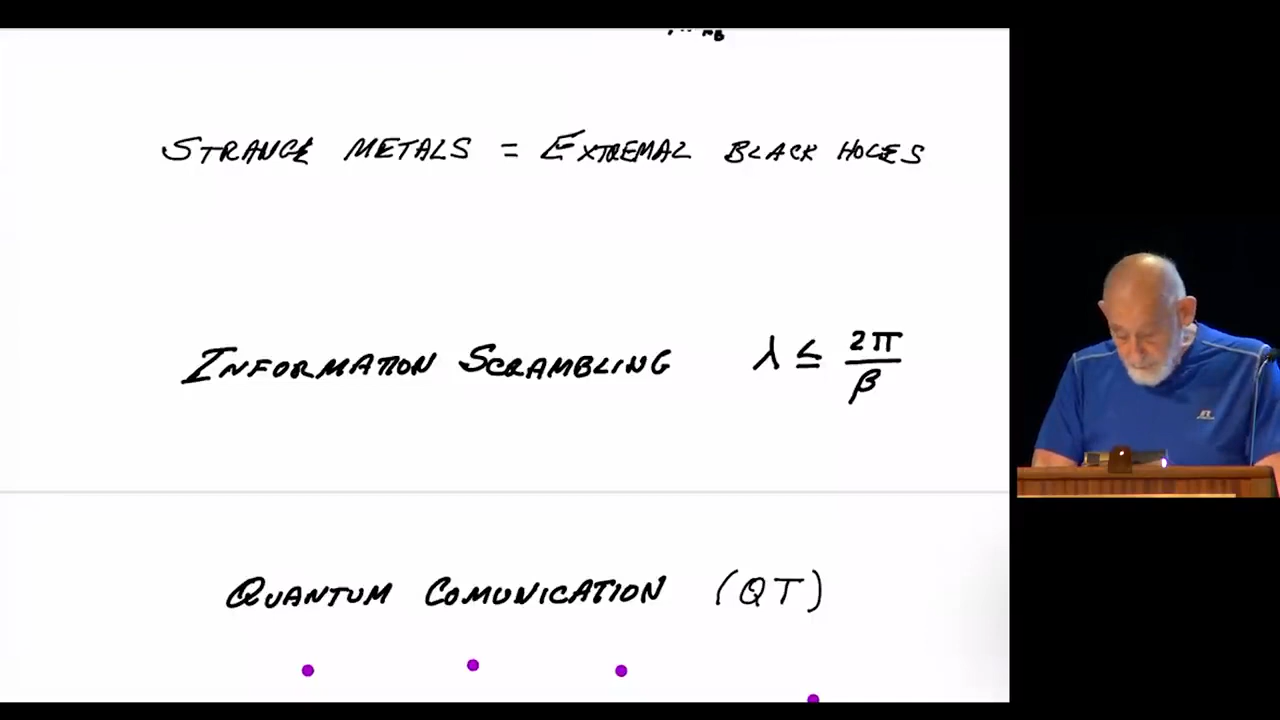 STRANGE METALS = EXTREMAL BLACK HOLES
INFORMATION SCRAMBLING λ ≤ 2π/β
QUANTUM COMUNICATION (QT)